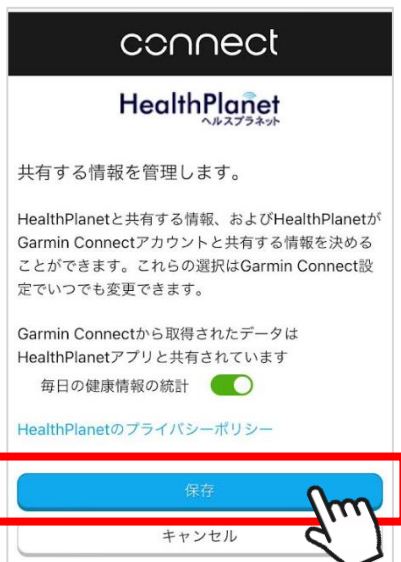 connect
HealthPlanet
ヘルスプラネット
共有する情報を管理します。
HealthPlanetと共有する情報、およびHealthPlanetが
Garmin Connectアカウントと共有する情報を決める
ことができます。これらの選択はGarmin Connect設
定でいつでも変更できます。
Garmin Connectから取得されたデータは
HealthPlanetアプリと共有されています
毎日の健康情報の統計
HealthPlanetのプライバシーポリシー
保存
キャンセル